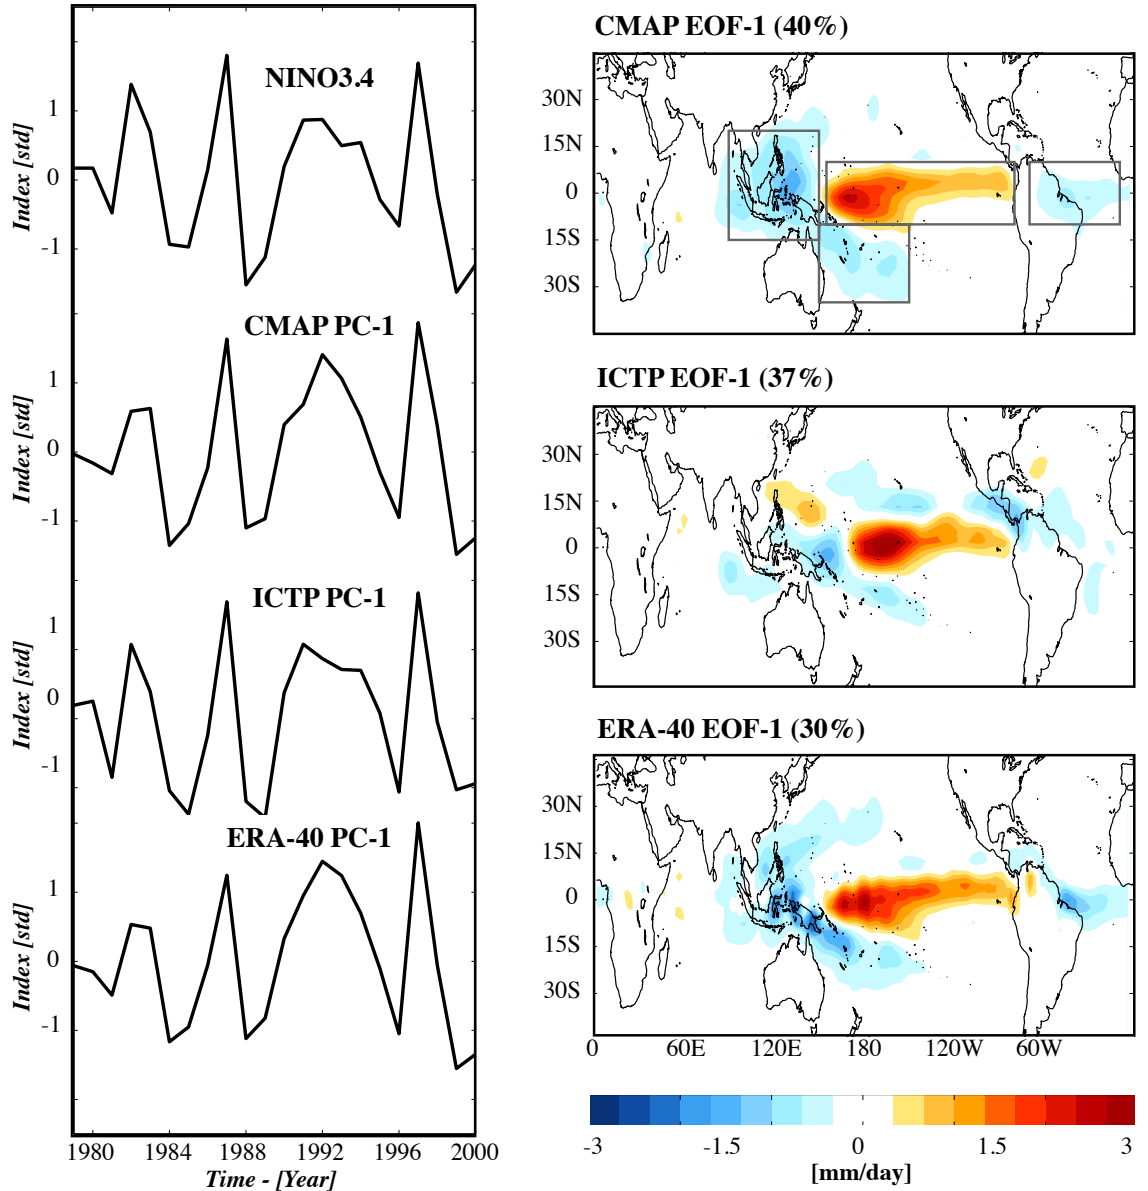 NINO3.4
1
0
-1
Index [std]
CMAP PC-1
1
0
-1
Index [std]
ICTP PC-1
1
0
-1
Index [std]
ERA-40 PC-1
1
0
-1
Index [std]
1980 1984 1988 1992 1996 2000
Time - [Year]
CMAP EOF-1 (40%)
30N
15N
0
15S
30S
ICTP EOF-1 (37%)
30N
15N
0
15S
30S
ERA-40 EOF-1 (30%)
30N
15N
0
15S
30S
0 60E 120E 180 120W 60W
-3 -1.5 0 1.5 3
[mm/day]